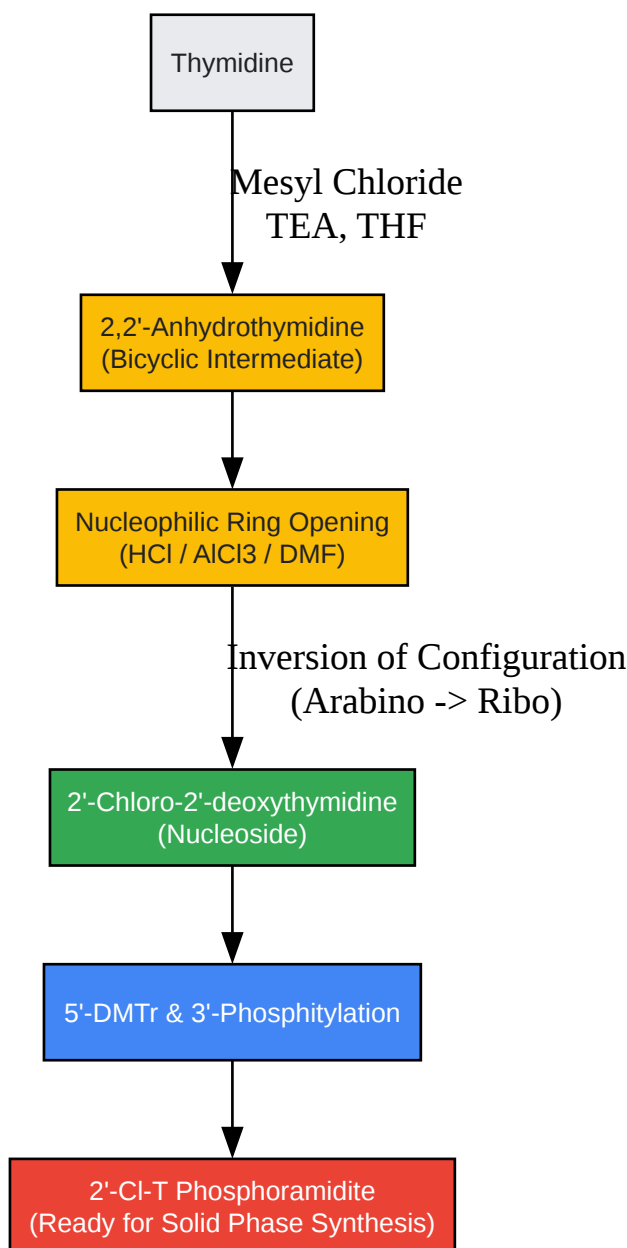 Thymidine
Mesyl Chloride
TEA, THF
2,2'-Anhydrothymidine
(Bicyclic Intermediate)
Nucleophilic Ring Opening
(HCl / AlCl3 / DMF)
Inversion of Configuration
(Arabino -> Ribo)
2'-Chloro-2'-deoxythymidine
(Nucleoside)
5'-DMTr & 3'-Phosphitylation
2'-Cl-T Phosphoramidite
(Ready for Solid Phase Synthesis)